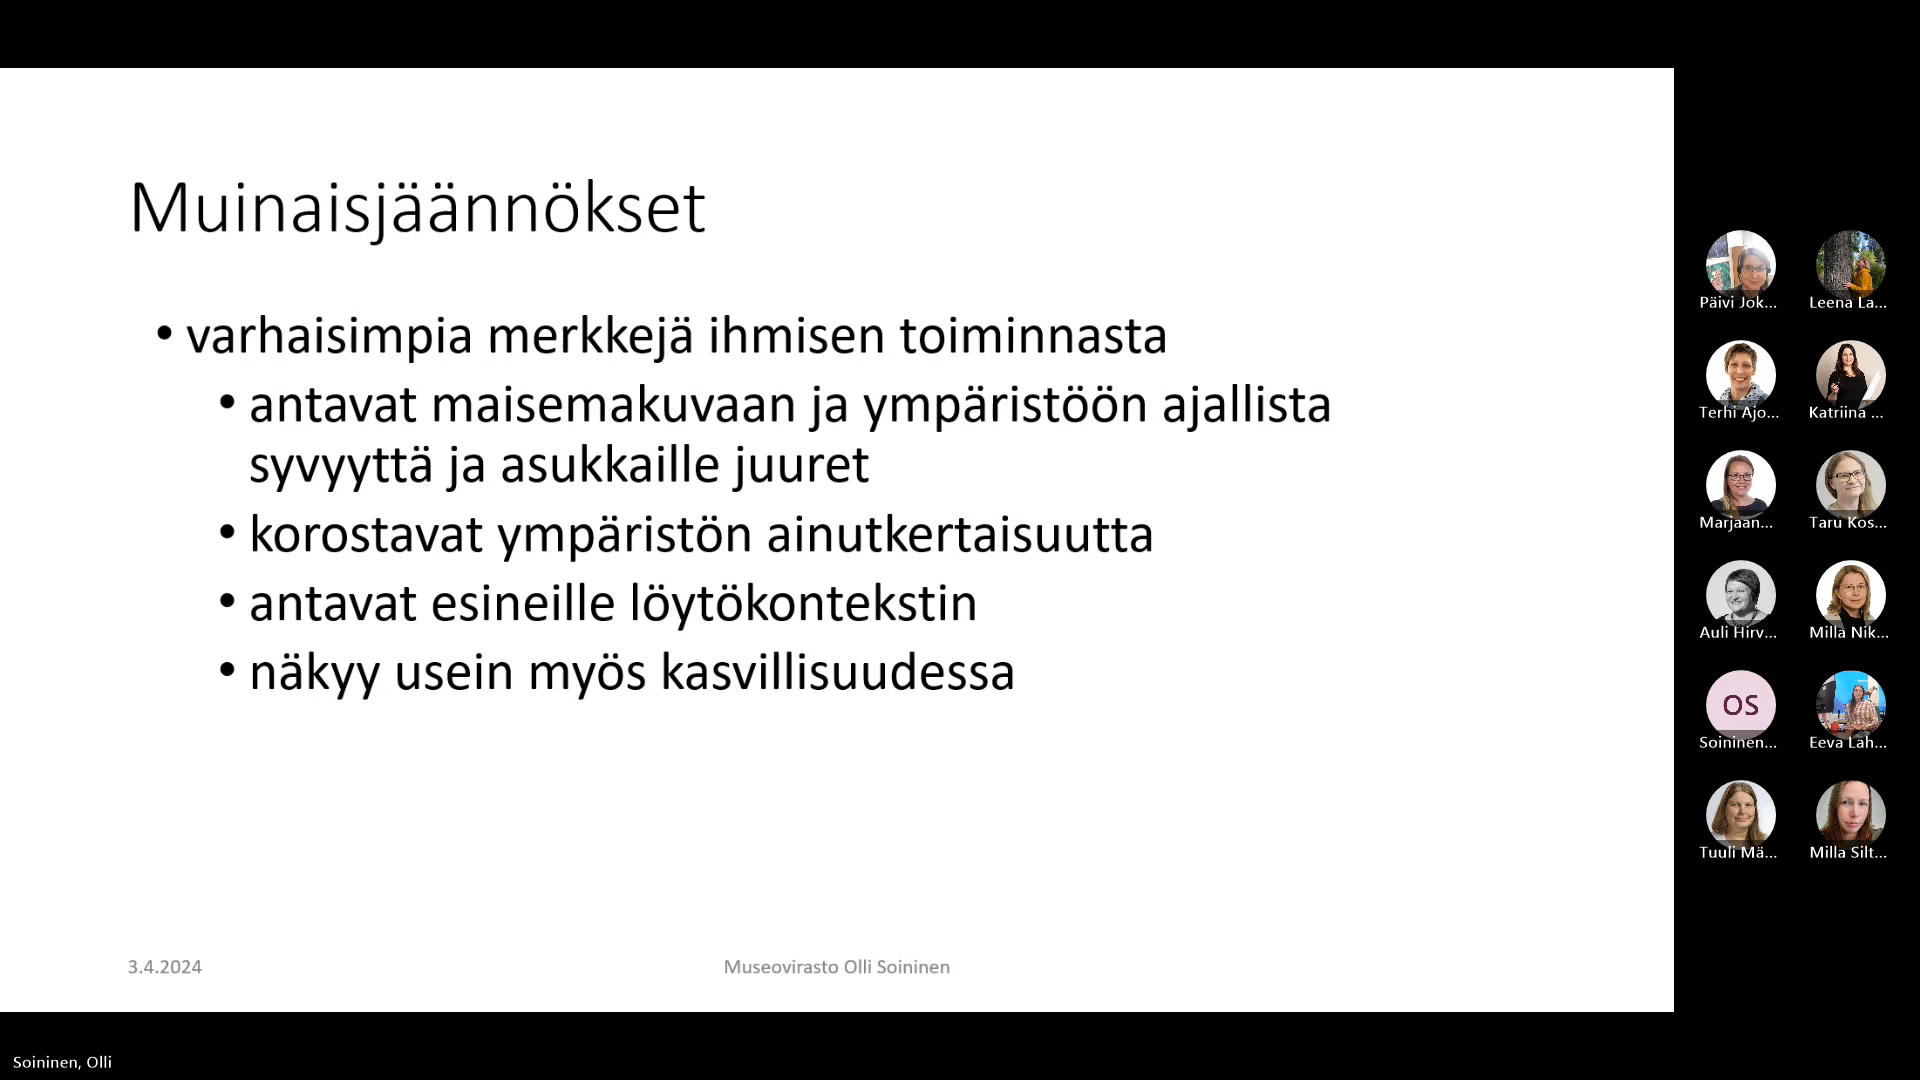 Muinaisjäännökset
• varhaisimpia merkkejä ihmisen toiminnasta
• antavat maisemakuvaan ja ympäristöön ajallista
syvyyttä ja asukkaille juuret
• korostavat ympäristön ainutkertaisuutta
• antavat esineille löytökontekstin
• näkyy usein myös kasvillisuudessa
3.4.2024
Museovirasto Olli Soininen
Päivi Jok...
Leena La...
Terhi Ajo...
Katriina ...
Marjaan...
Taru Kos...
Auli Hirv...
Milla Nik...
OS
Soininen...
Eeva Läh...
Tuuli Mä...
Milla Silt...
Soininen, Olli